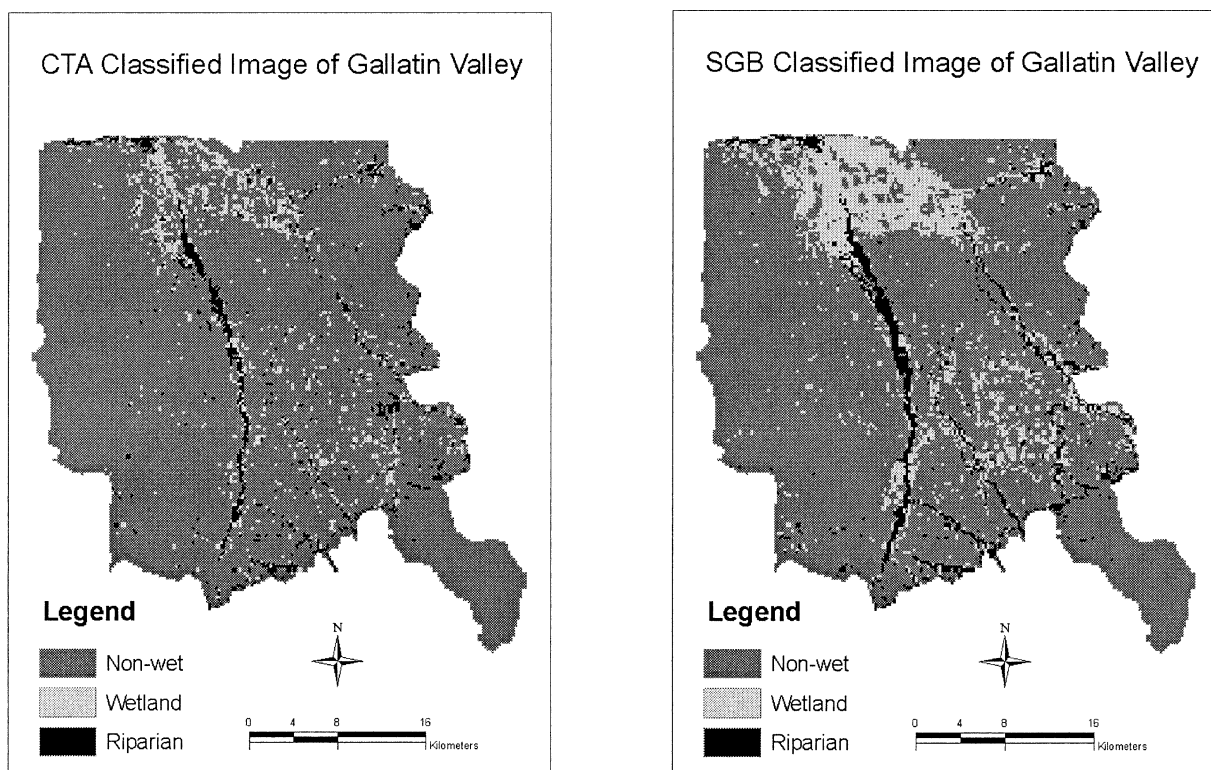 CTA Classified Image of Gallatin Valley
Legend
Non-wet
Wetland
Riparian
N
0 4 8 16
Kilometers
SGB Classified Image of Gallatin Valley
Legend
Non-wet
Wetland
Riparian
N
0 4 8 16
Kilometers